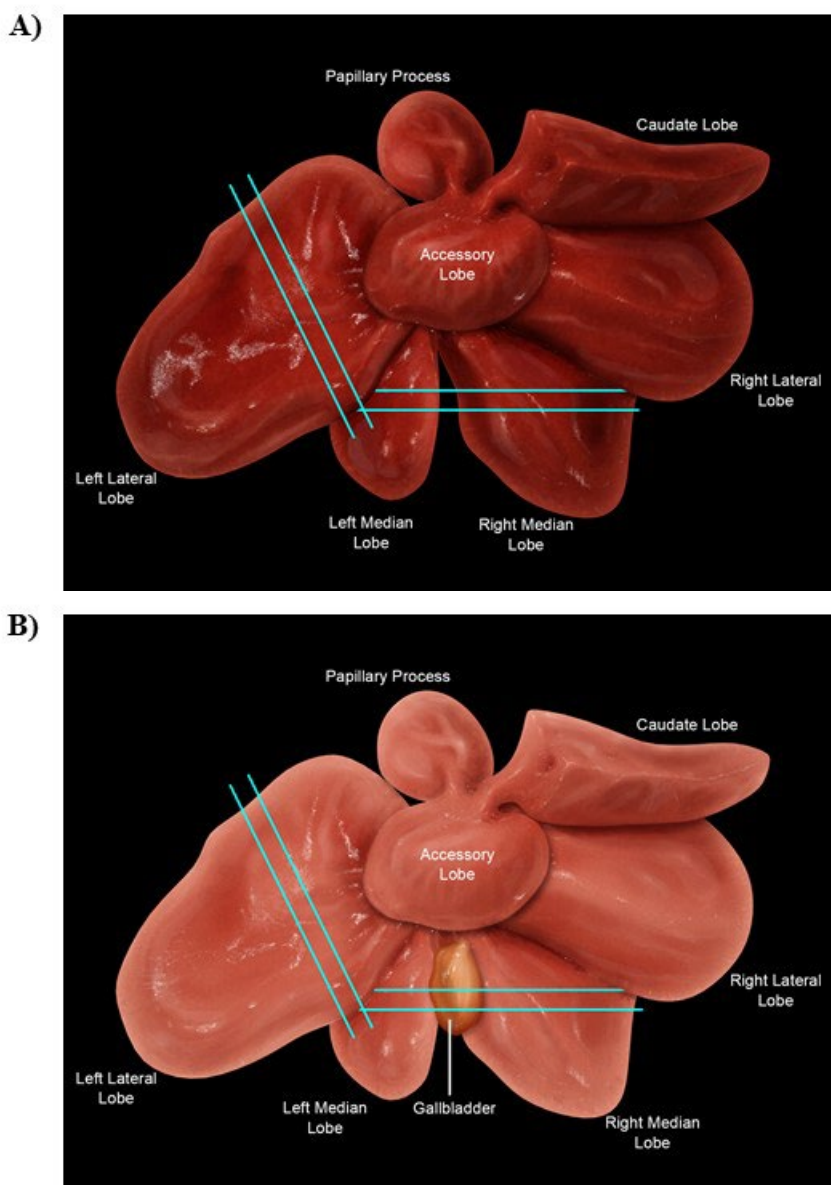 A)
Papillary Process
Caudate Lobe
Accessory
Lobe
Right Lateral
Lobe
Left Lateral
Lobe
Left Median
Lobe
Right Median
Lobe
B)
Papillary Process
Caudate Lobe
Accessory
Lobe
Right Lateral
Lobe
Left Lateral
Lobe
Left Median
Lobe
Gallbladder
Right Median
Lobe